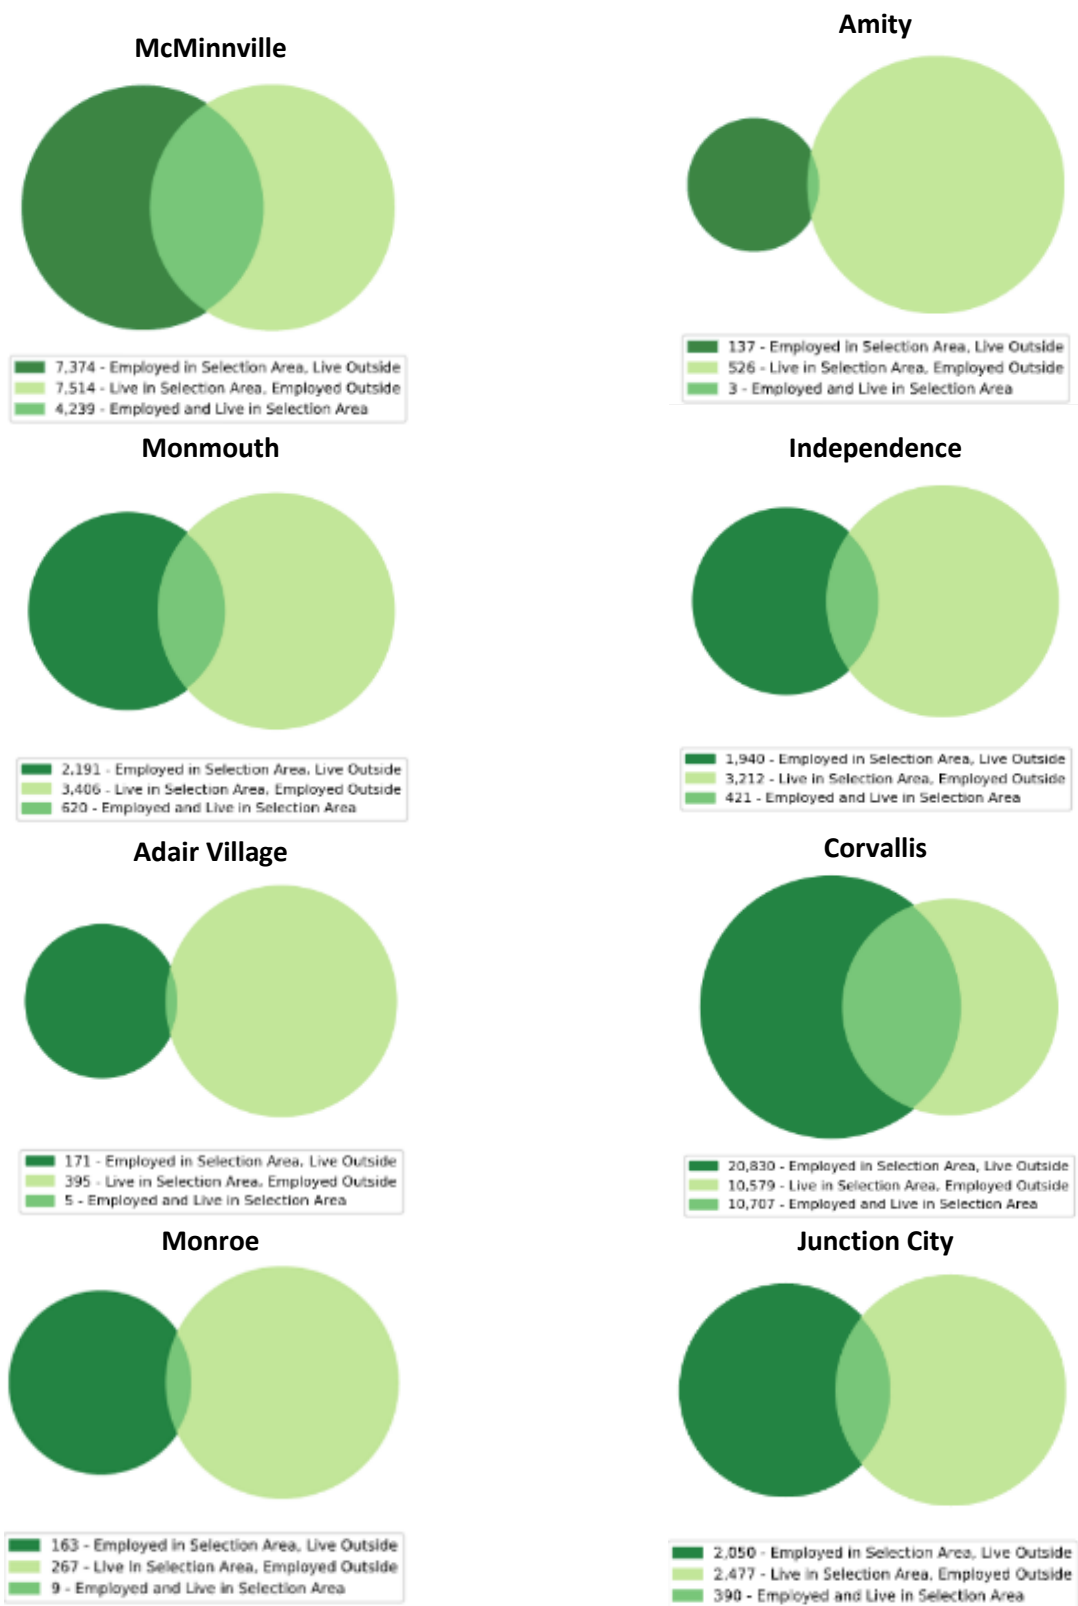 McMinnville
7,374 - Employed in Selection Area, Live Outside
7,514 - Live in Selection Area, Employed Outside
4,239 - Employed and Live in Selection Area
Amity
137 - Employed in Selection Area, Live Outside
526 - Live in Selection Area, Employed Outside
3 - Employed and Live in Selection Area
Monmouth
2,191 - Employed in Selection Area, Live Outside
3,406 - Live in Selection Area, Employed Outside
620 - Employed and Live in Selection Area
Independence
1,940 - Employed in Selection Area, Live Outside
3,212 - Live in Selection Area, Employed Outside
421 - Employed and Live in Selection Area
Adair Village
171 - Employed in Selection Area, Live Outside
395 - Live in Selection Area, Employed Outside
5 - Employed and Live in Selection Area
Corvallis
20,830 - Employed in Selection Area, Live Outside
10,579 - Live in Selection Area, Employed Outside
10,707 - Employed and Live in Selection Area
Monroe
163 - Employed in Selection Area, Live Outside
267 - Live in Selection Area, Employed Outside
9 - Employed and Live in Selection Area
Junction City
2,050 - Employed in Selection Area, Live Outside
2,477 - Live in Selection Area, Employed Outside
390 - Employed and Live in Selection Area